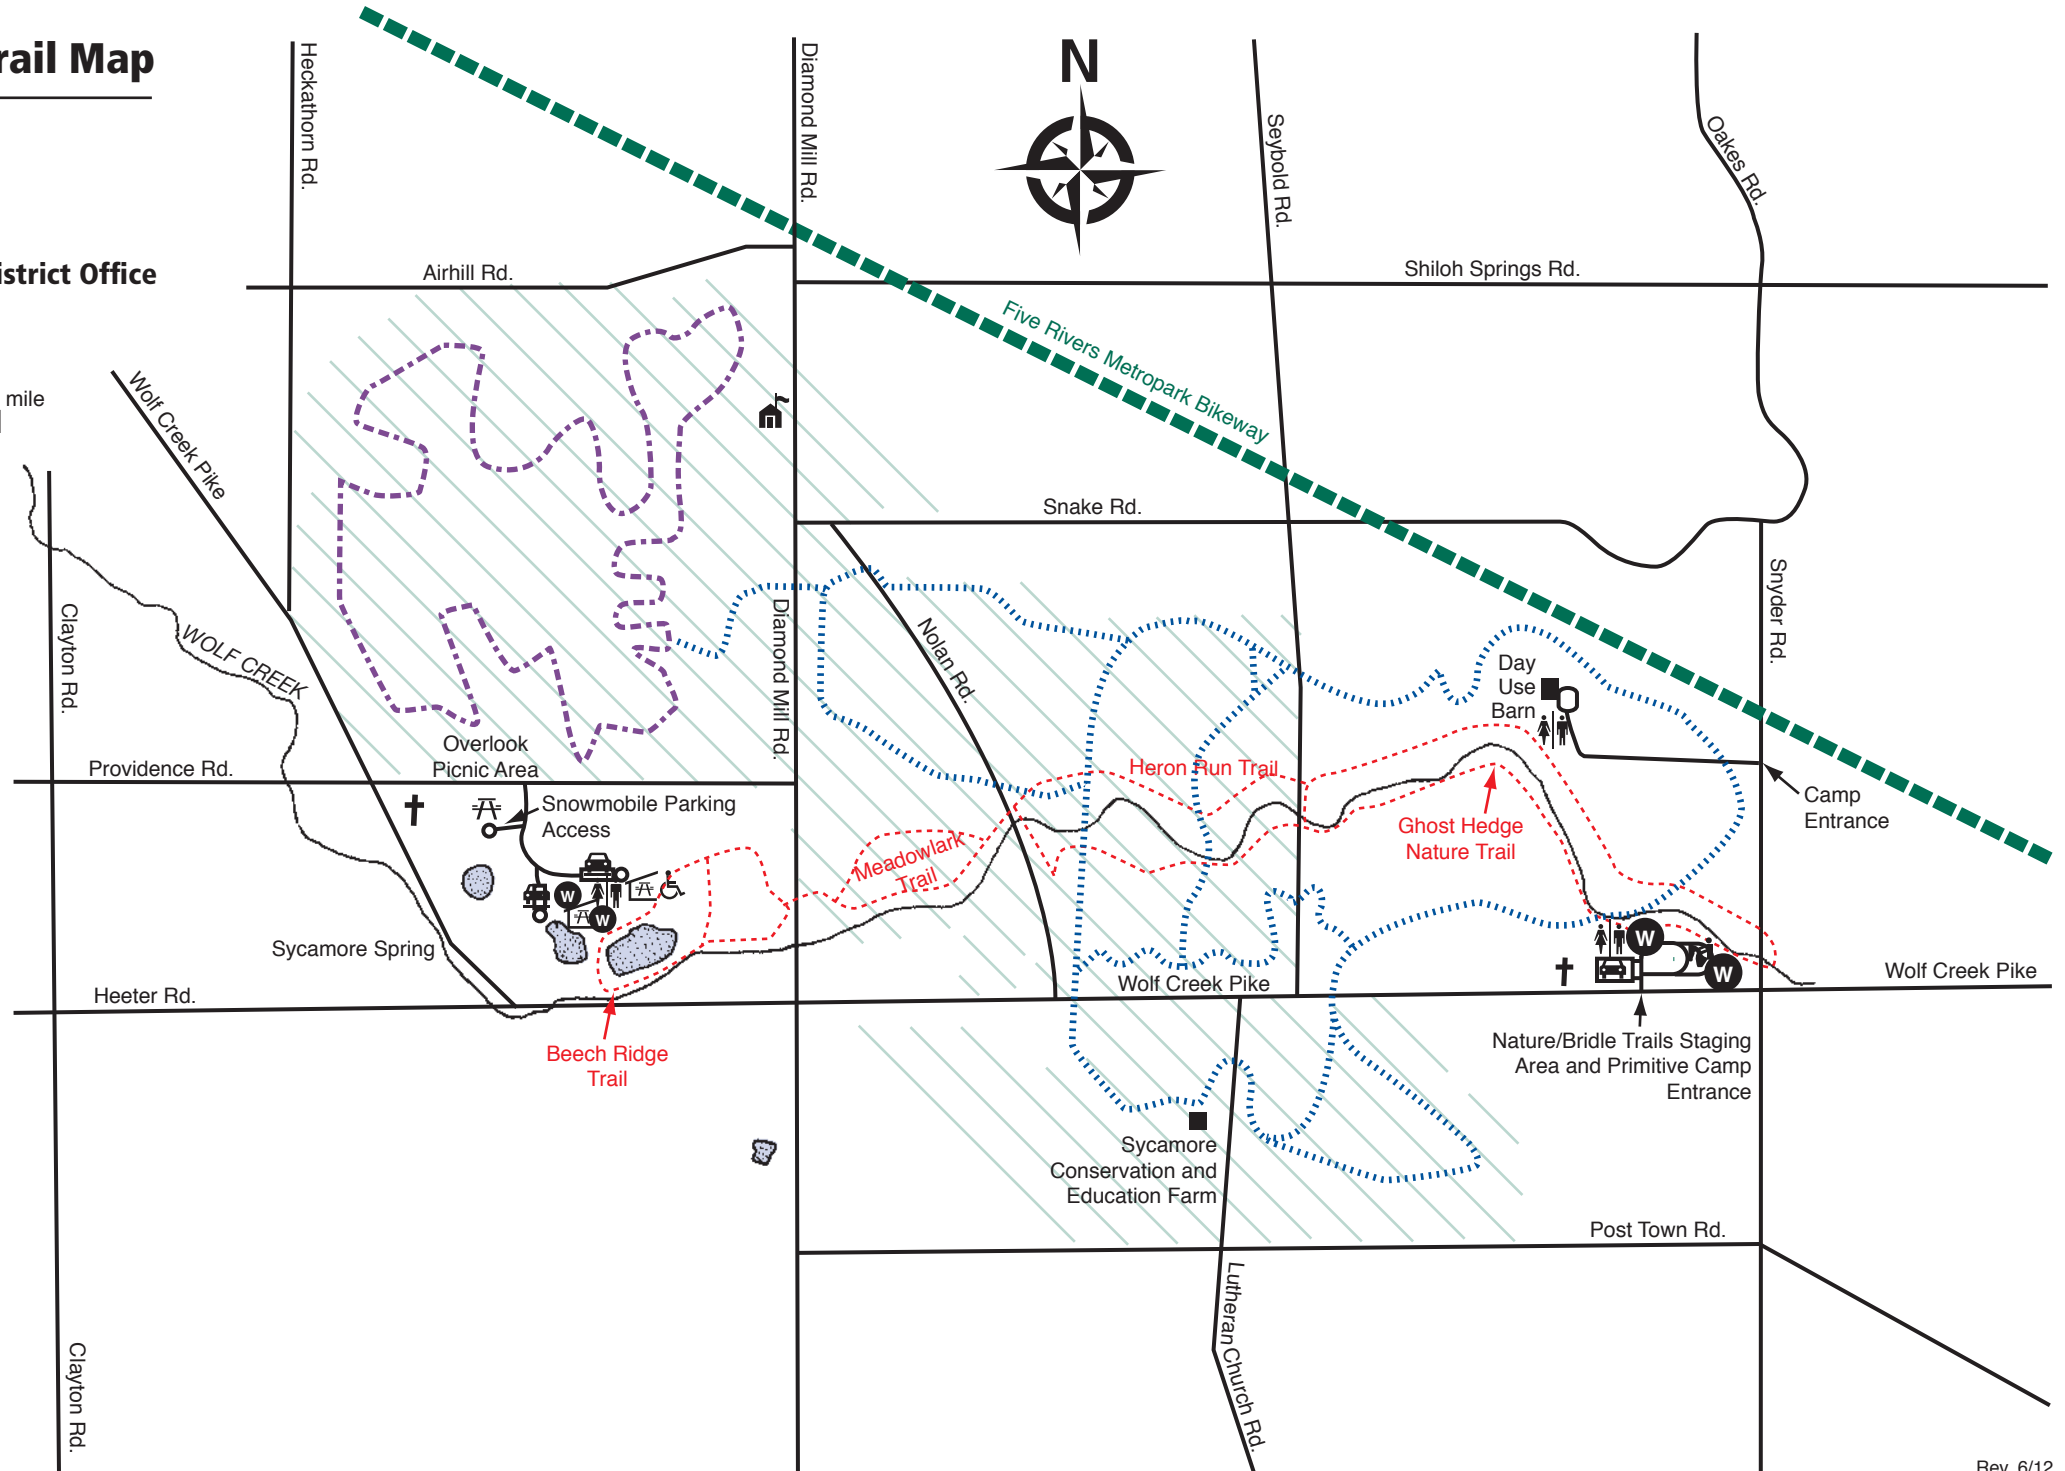 rail Map
istrict Office
mile
N
Heckathorn Rd.
Diamond Mill Rd.
Seybold Rd.
Oakes Rd.
Airhill Rd.
Shiloh Springs Rd.
Five Rivers Metropark Bikeway
Wolf Creek Pike
Snake Rd.
Clayton Rd.
WOLF CREEK
Diamond Mill Rd.
Nolan Rd.
Snyder Rd.
Day
Use
Barn
Overlook
Picnic Area
Providence Rd.
Heron Run Trail
Snowmobile Parking
Access
Camp
Entrance
Ghost Hedge
Nature Trail
Meadowlark
Trail
W
W
W
W
Sycamore Spring
Heeter Rd.
Wolf Creek Pike
Wolf Creek Pike
Beech Ridge
Trail
Nature/Bridle Trails Staging
Area and Primitive Camp
Entrance
Sycamore
Conservation and
Education Farm
Post Town Rd.
Lutheran Church Rd.
Clayton Rd.
Rev. 6/12